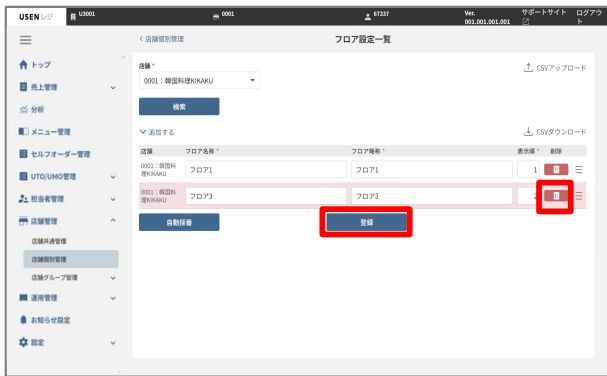 USENレジ U3001 0001 67337 Ver. 001.001.001.001 サポートサイト ログアウト
トップ
売上管理
分析
メニュー管理
セルフオーダー管理
UTO/UMO管理
担当者管理
店舗管理
店舗共通管理
店舗個別管理
店舗グループ管理
運用管理
お知らせ設定
設定
< 店舗個別管理 フロア設定一覧
店舗 *
0001：韓国料理KIKAKU
CSVアップロード
検索
追加する CSVダウンロード
店舗 フロア名称 * フロア略称 * 表示順 * 削除
0001：韓国料理KIKAKU フロア1 フロア1 1
0001：韓国料理KIKAKU フロア3 フロア3 2
自動採番 登録